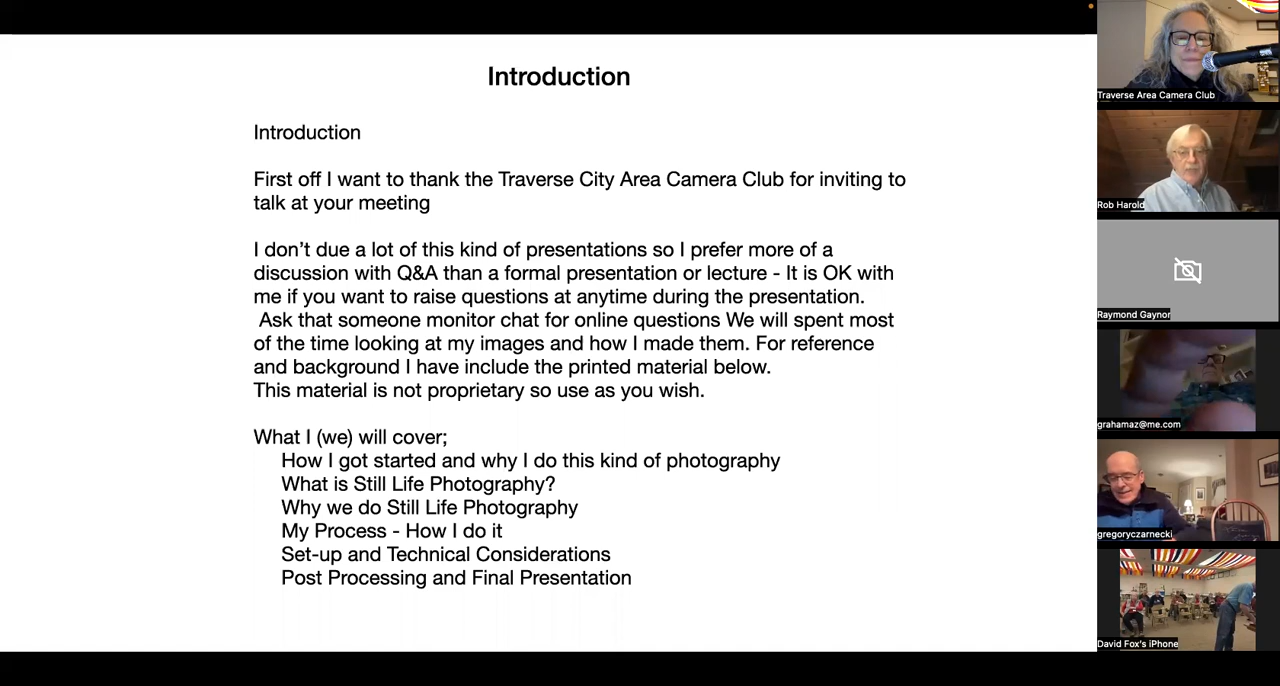 Introduction
Introduction
First off I want to thank the Traverse City Area Camera Club for inviting to
talk at your meeting
I don’t due a lot of this kind of presentations so I prefer more of a
discussion with Q&A than a formal presentation or lecture - It is OK with
me if you want to raise questions at anytime during the presentation.
Ask that someone monitor chat for online questions We will spent most
of the time looking at my images and how I made them. For reference
and background I have include the printed material below.
This material is not proprietary so use as you wish.
What I (we) will cover;
How I got started and why I do this kind of photography
What is Still Life Photography?
Why we do Still Life Photography
My Process - How I do it
Set-up and Technical Considerations
Post Processing and Final Presentation
Traverse Area Camera Club
Rob Harold
Raymond Gaynor
grahamaz@me.com
gregoryczarnecki
David Fox's iPhone